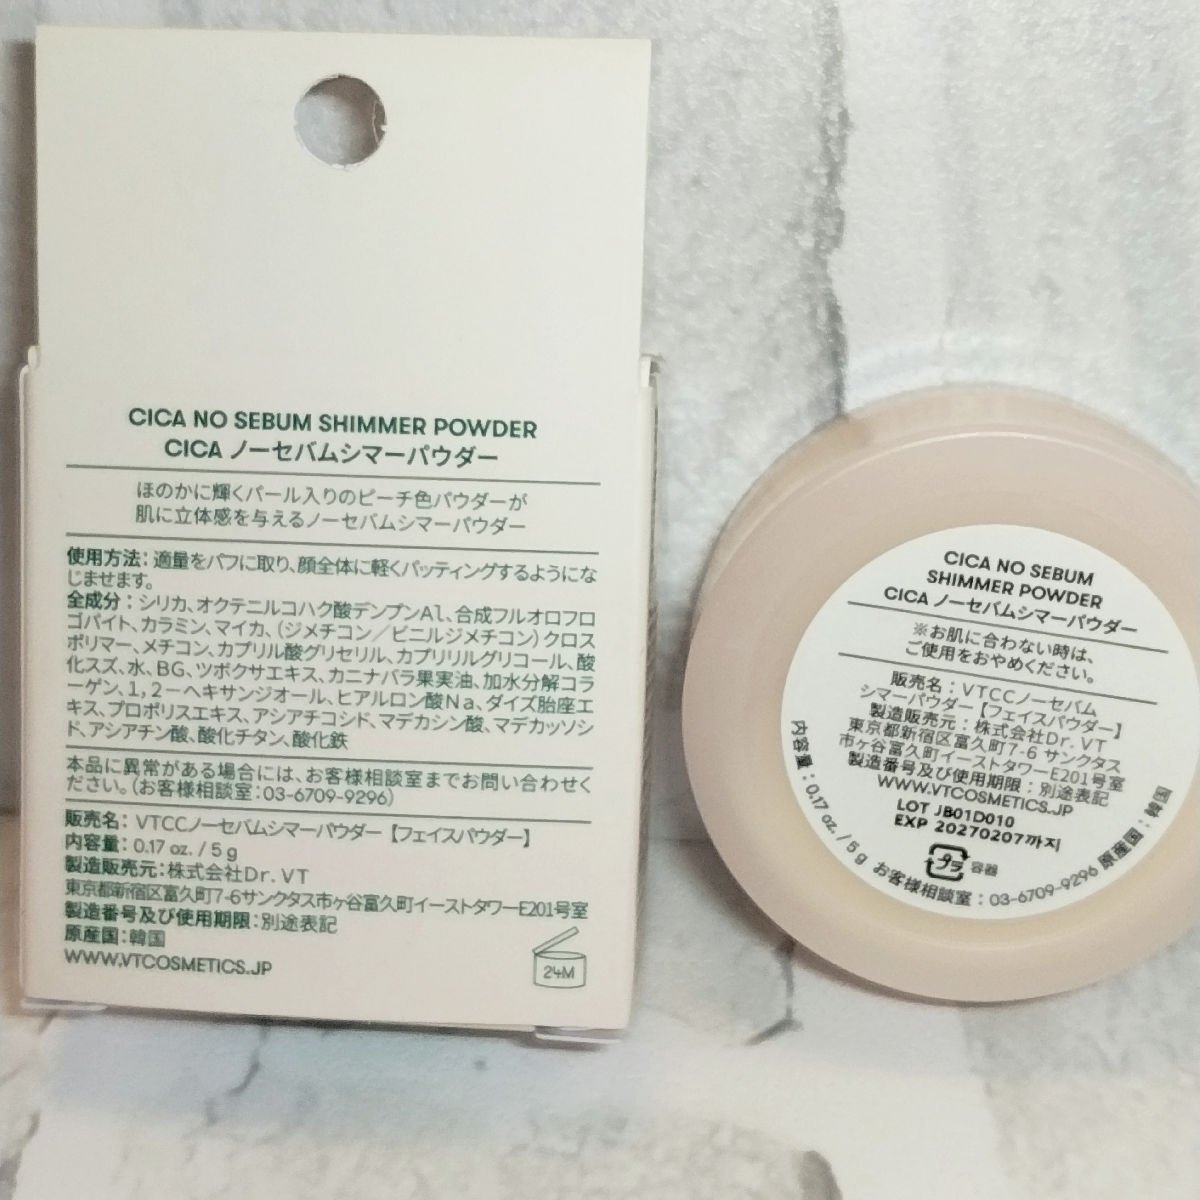 CICA NO SEBUM SHIMMER POWDER
CICA ノーセバムシマーパウダー
ほのかに輝くパール入りのピーチ色パウダーが
肌に立体感を与えるノーセバムシマーパウダー
使用方法：適量をパフに取り、顔全体に軽くパッティングするようにな
じませます。
全成分：シリカ、オクテニルコハク酸デンプンAl、合成フルオロフロ
ゴパイト、カラミン、マイカ、（ジメチコン／ビニルジメチコン）クロス
ポリマー、メチコン、カプリル酸グリセリル、カプリリルグリコール、酸
化スズ、水、BG、ツボクサエキス、カニナバラ果実油、加水分解コラ
ーゲン、1，2－ヘキサンジオール、ヒアルロン酸Na、ダイズ胎座エ
キス、プロポリスエキス、アシアチコシド、マデカシン酸、マデカッソシ
ド、アシアチン酸、酸化チタン、酸化鉄
本品に異常がある場合には、お客様相談室までお問い合わせく
ださい。（お客様相談室：03-6709-9296）
販売名：VTCCノーセバムシマーパウダー【フェイスパウダー】
内容量：0.17 oz. / 5 g
製造販売元：株式会社Dr. VT
東京都新宿区富久町7-6サンクタス市ヶ谷富久町イーストタワーE201号室
製造番号及び使用期限：別途表記
原産国：韓国
WWW.VTCOSMETICS.JP
24M
CICA NO SEBUM
SHIMMER POWDER
CICA ノーセバムシマーパウダー
※お肌に合わない時は、
ご使用をおやめください。
販売名：VTCCノーセバム
シマーパウダー【フェイスパウダー】
製造販売元：株式会社Dr. VT
東京都新宿区富久町7-6 サンクタス
市ヶ谷富久町イーストタワーE201号室
製造番号及び使用期限：別途表記
WWW.VTCOSMETICS.JP
LOT JB01D010
EXP 20270207까지
プラ 容器
内容量：0.17 oz. / 5 g お客様相談室：03-6709-9296 原産国：韓国